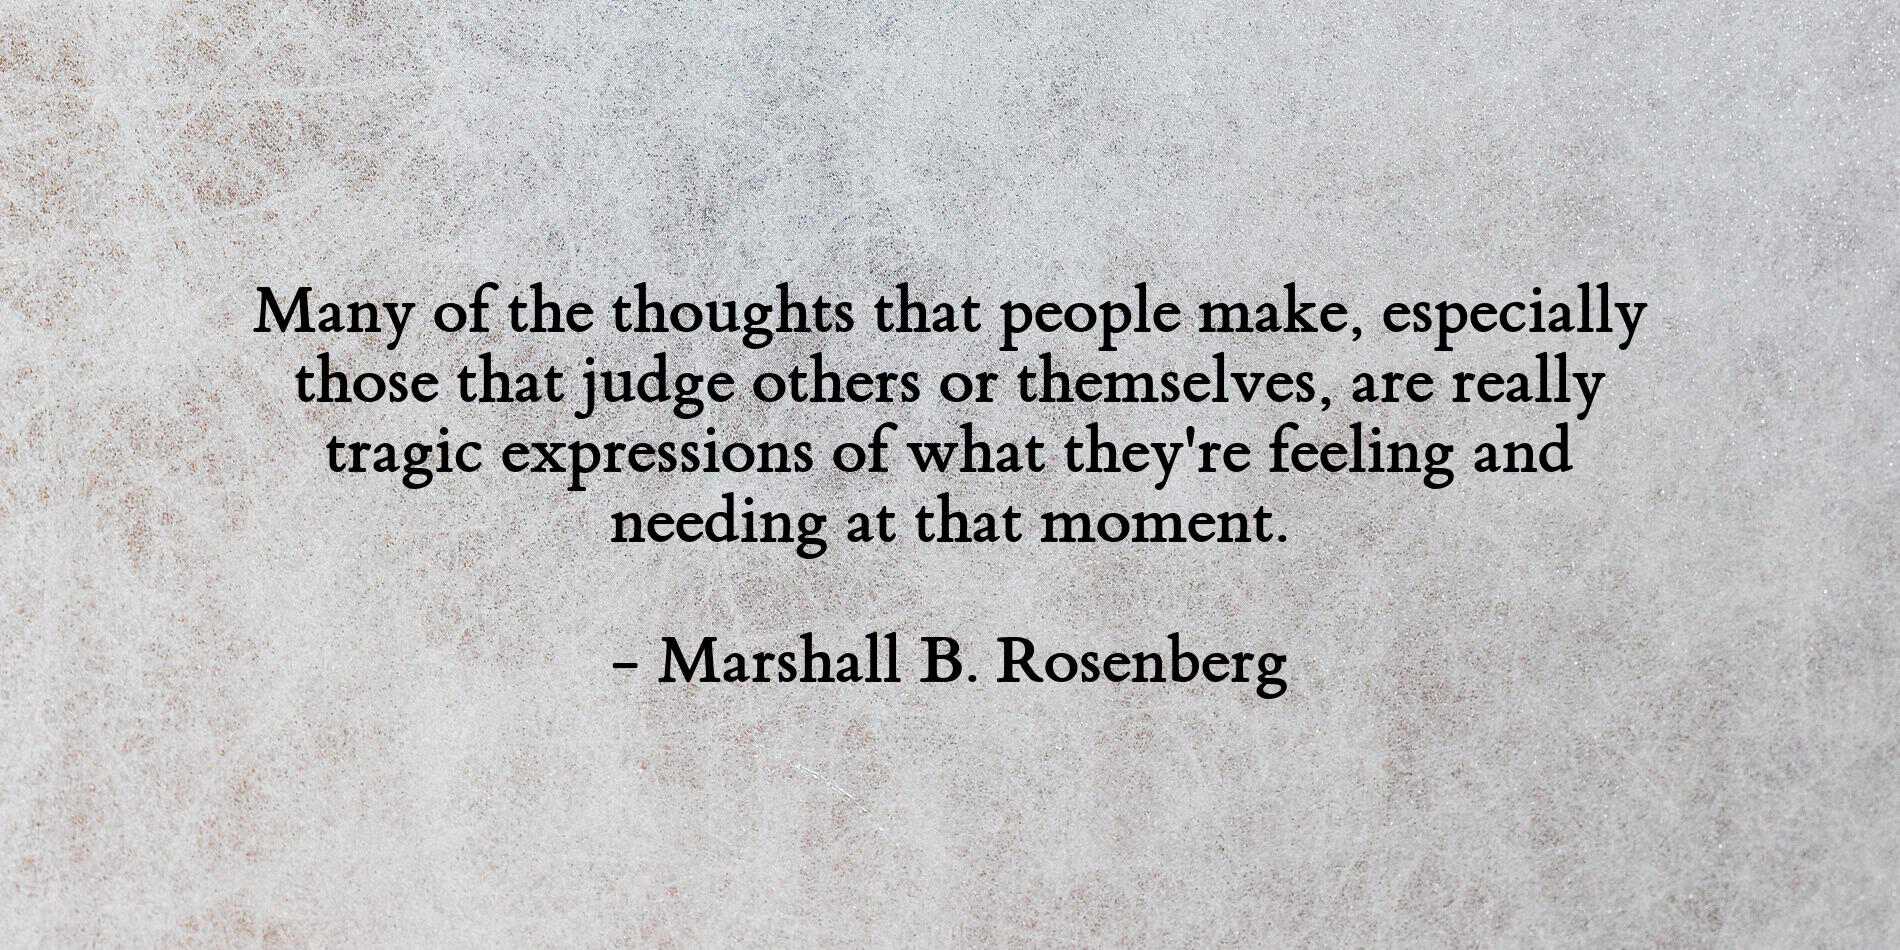 Many of the thoughts that people make, especially
those that judge others or themselves, are really
tragic expressions of what they're feeling and
needing at that moment.
- Marshall B. Rosenberg